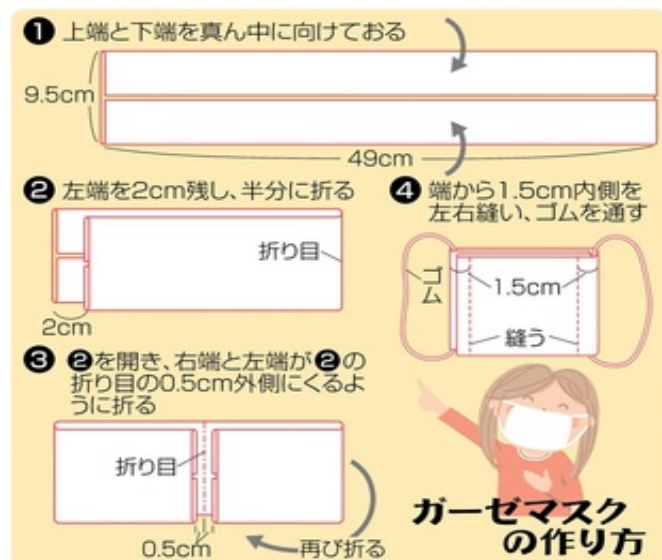 ❶ 上端と下端を真ん中に向けておる
9.5cm
49cm
❷ 左端を2cm残し、半分に折る
折り目
2cm
❸ ❷を開き、右端と左端が❷の
折り目の0.5cm外側にくるよ
うに折る
折り目
0.5cm
再び折る
❹ 端から1.5cm内側を
左右縫い、ゴムを通す
ゴム
1.5cm
縫う
ガーゼマスク
の作り方